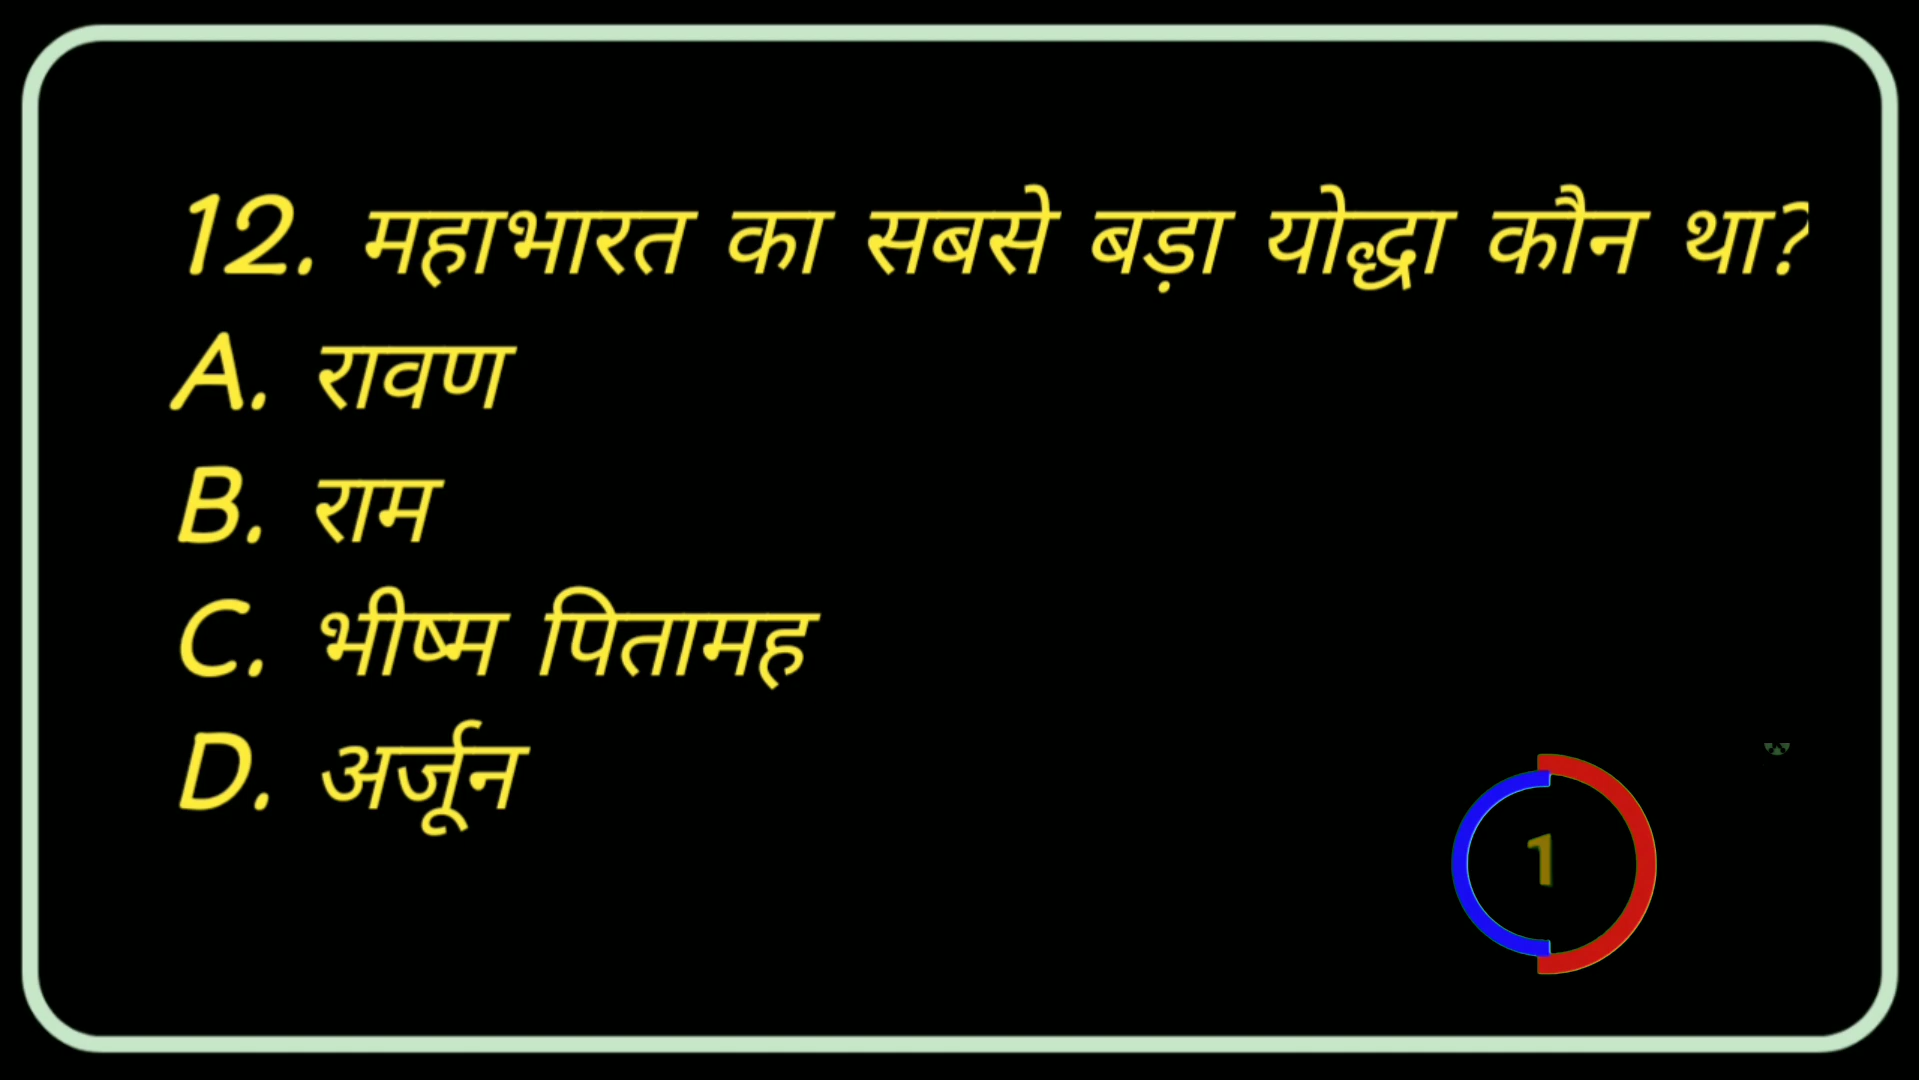 12. महाभारत का सबसे बड़ा योद्धा कौन था?
A. रावण
B. राम
C. भीष्म पितामह
D. अर्जून
1